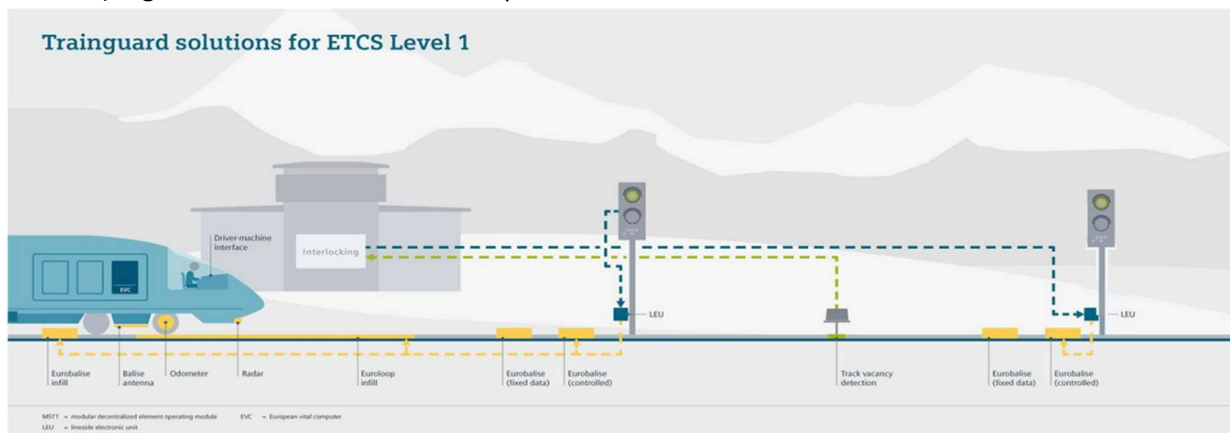 Trainguard solutions for ETCS Level 1
Driver-machine
interface
Interlocking
EVC
LEU
LEU
Eurobalise
infill
Balise
antenna
Odometer
Radar
Euroloop
infill
Eurobalise
(fixed data)
Eurobalise
(controlled)
Track vacancy
detection
Eurobalise
(fixed data)
Eurobalise
(controlled)
MSTT = modular decentralized element operating module EVC = European vital computer
LEU = lineside electronic unit